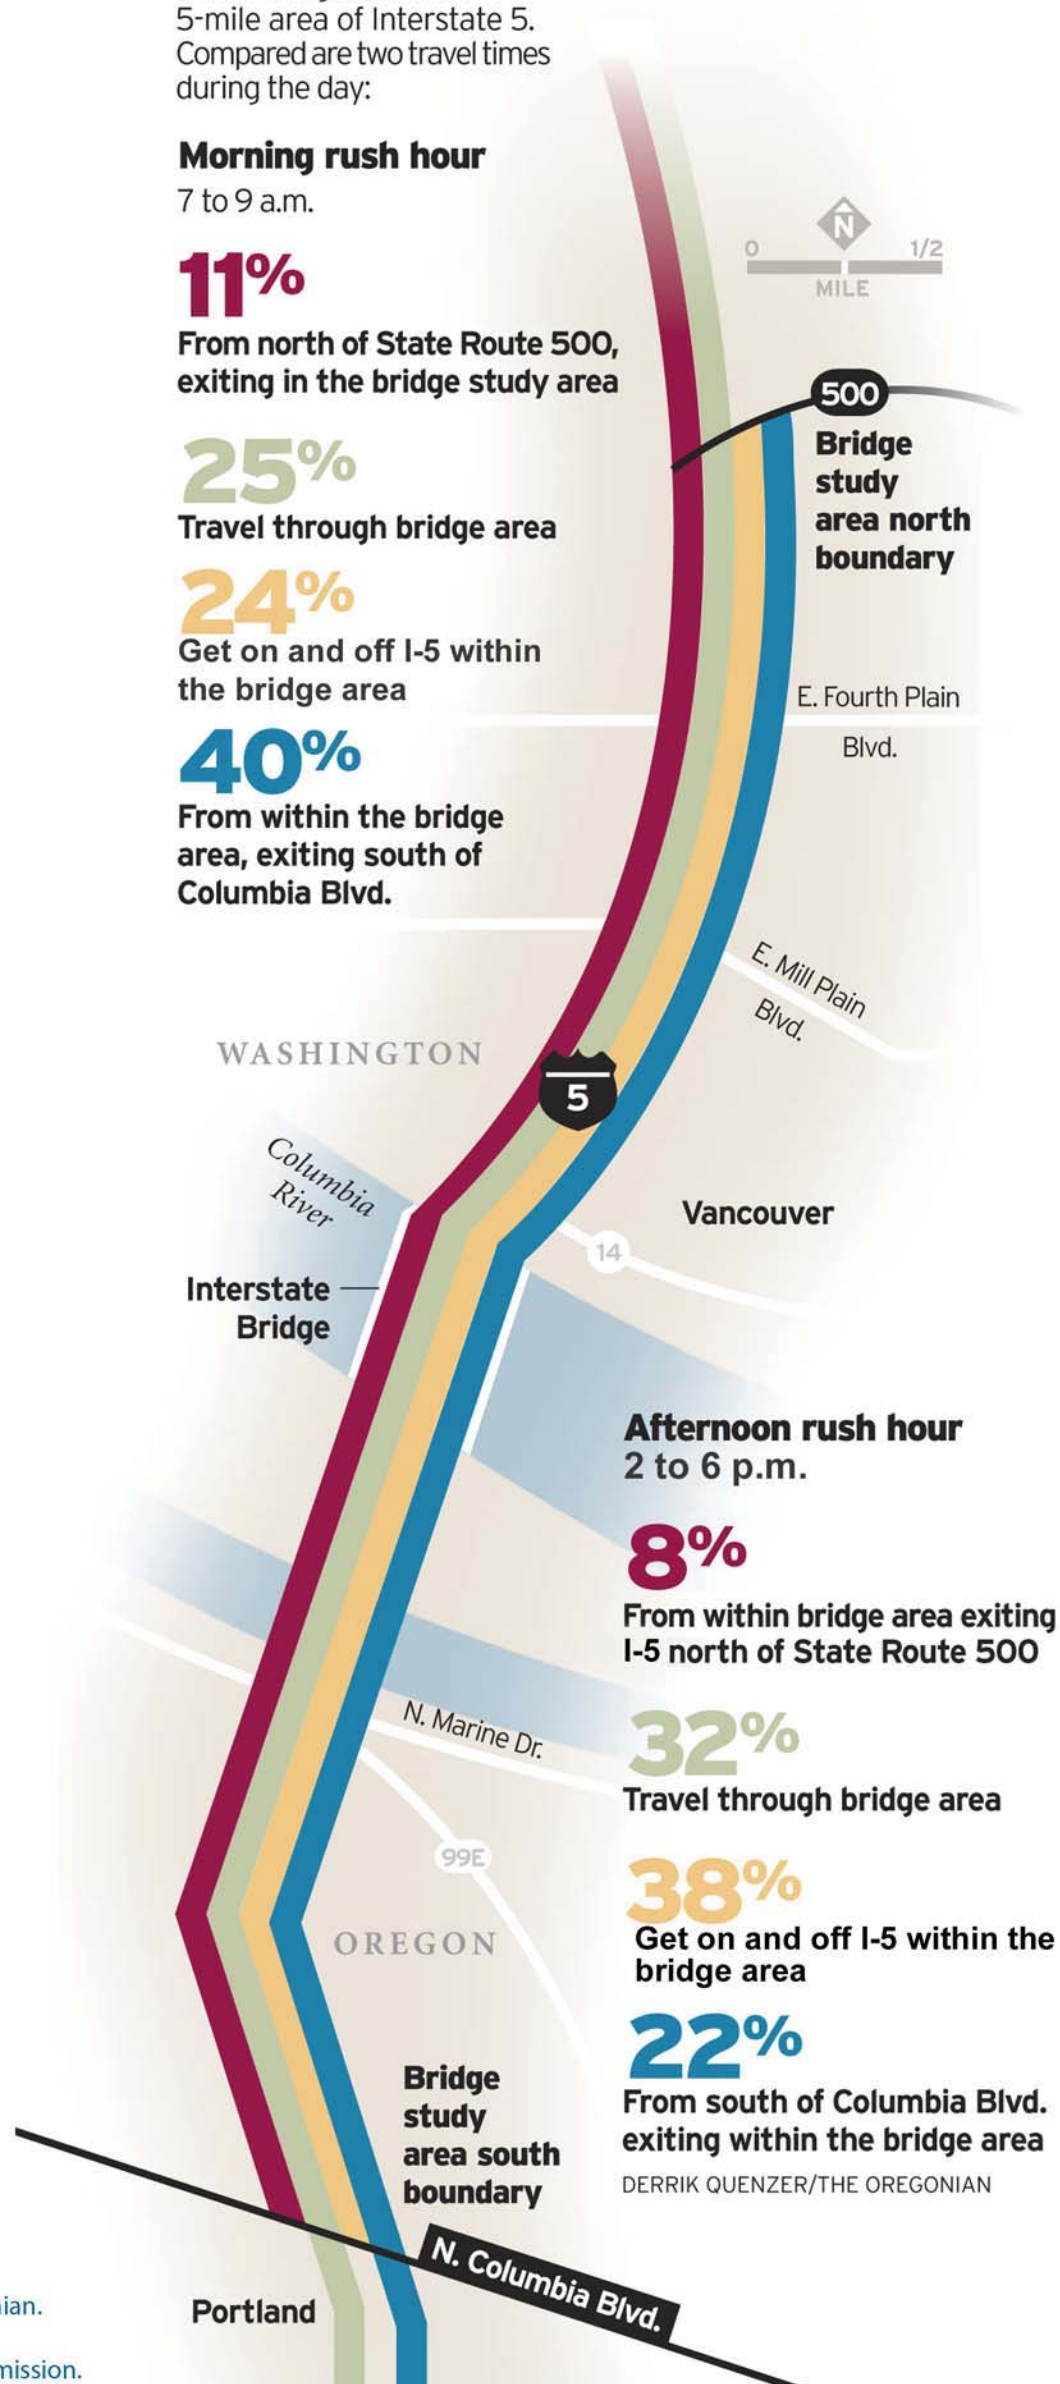 5-mile area of Interstate 5.
Compared are two travel times
during the day:
Morning rush hour
7 to 9 a.m.
11%
From north of State Route 500,
exiting in the bridge study area
25%
Travel through bridge area
24%
Get on and off I-5 within
the bridge area
40%
From within the bridge
area, exiting south of
Columbia Blvd.
N
0 1/2
MILE
500
Bridge
study
area north
boundary
E. Fourth Plain
Blvd.
E. Mill Plain
Blvd.
WASHINGTON
5
Columbia
River
Vancouver
14
Interstate
Bridge
Afternoon rush hour
2 to 6 p.m.
8%
From within bridge area exiting
I-5 north of State Route 500
32%
Travel through bridge area
38%
Get on and off I-5 within the
bridge area
22%
From south of Columbia Blvd.
exiting within the bridge area
DERRIK QUENZER/THE OREGONIAN
N. Marine Dr.
99E
OREGON
Bridge
study
area south
boundary
N. Columbia Blvd.
Portland